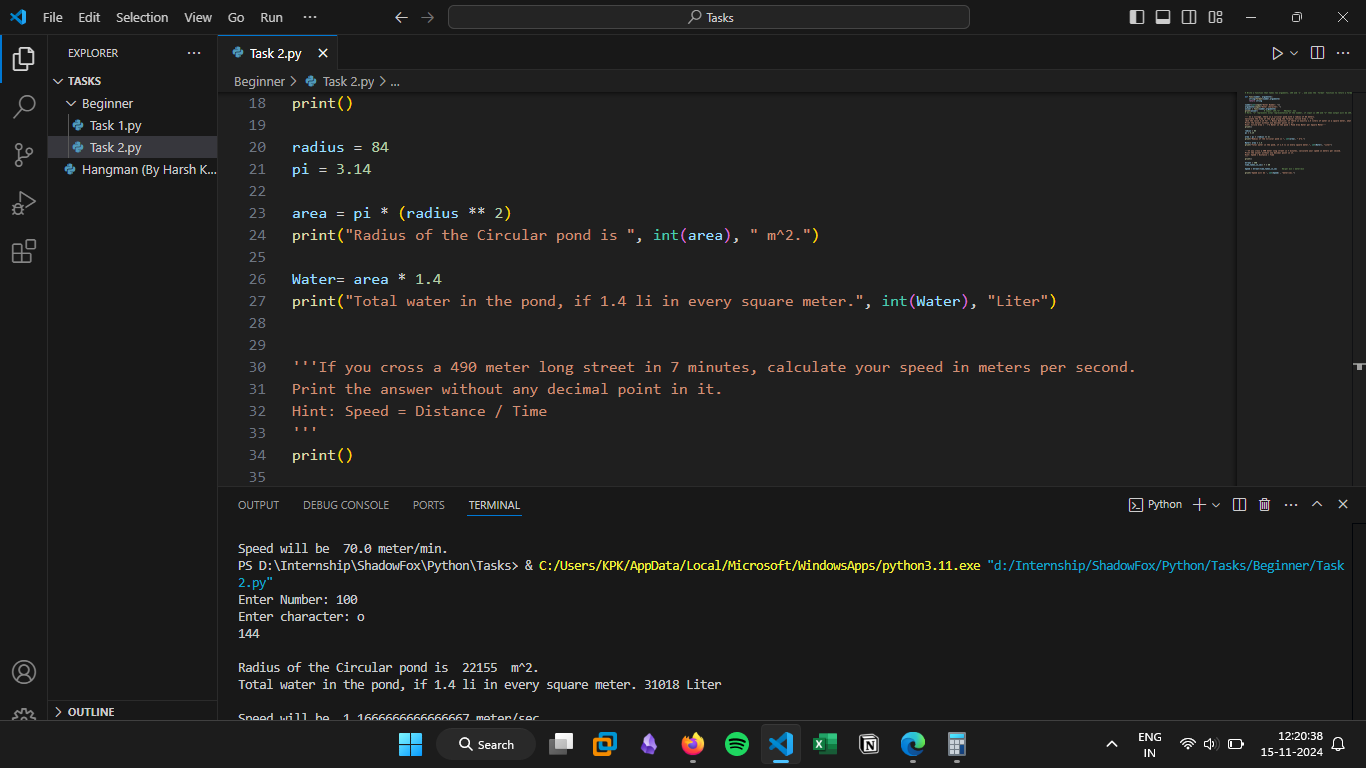 File Edit Selection View Go Run ··· Tasks
EXPLORER ···
TASKS
Beginner
Task 1.py
Task 2.py
Hangman (By Harsh K...
OUTLINE
Task 2.py
Beginner > Task 2.py > ...
18 print()
19
20 radius = 84
21 pi = 3.14
22
23 area = pi * (radius ** 2)
24 print("Radius of the Circular pond is ", int(area), " m^2.")
25
26 Water= area * 1.4
27 print("Total water in the pond, if 1.4 li in every square meter.", int(Water), "Liter")
28
29
30 '''If you cross a 490 meter long street in 7 minutes, calculate your speed in meters per second.
31 Print the answer without any decimal point in it.
32 Hint: Speed = Distance / Time
33 '''
34 print()
35
OUTPUT DEBUG CONSOLE PORTS TERMINAL Python
Speed will be  70.0 meter/min.
PS D:\Internship\ShadowFox\Python\Tasks> & C:/Users/KPK/AppData/Local/Microsoft/WindowsApps/python3.11.exe "d:/Internship/ShadowFox/Python/Tasks/Beginner/Task
2.py"
Enter Number: 100
Enter character: o
144
Radius of the Circular pond is  22155  m^2.
Total water in the pond, if 1.4 li in every square meter. 31018 Liter
Speed will be  1.1666666666666667 meter/sec
Search
ENG
IN
12:20:38
15-11-2024